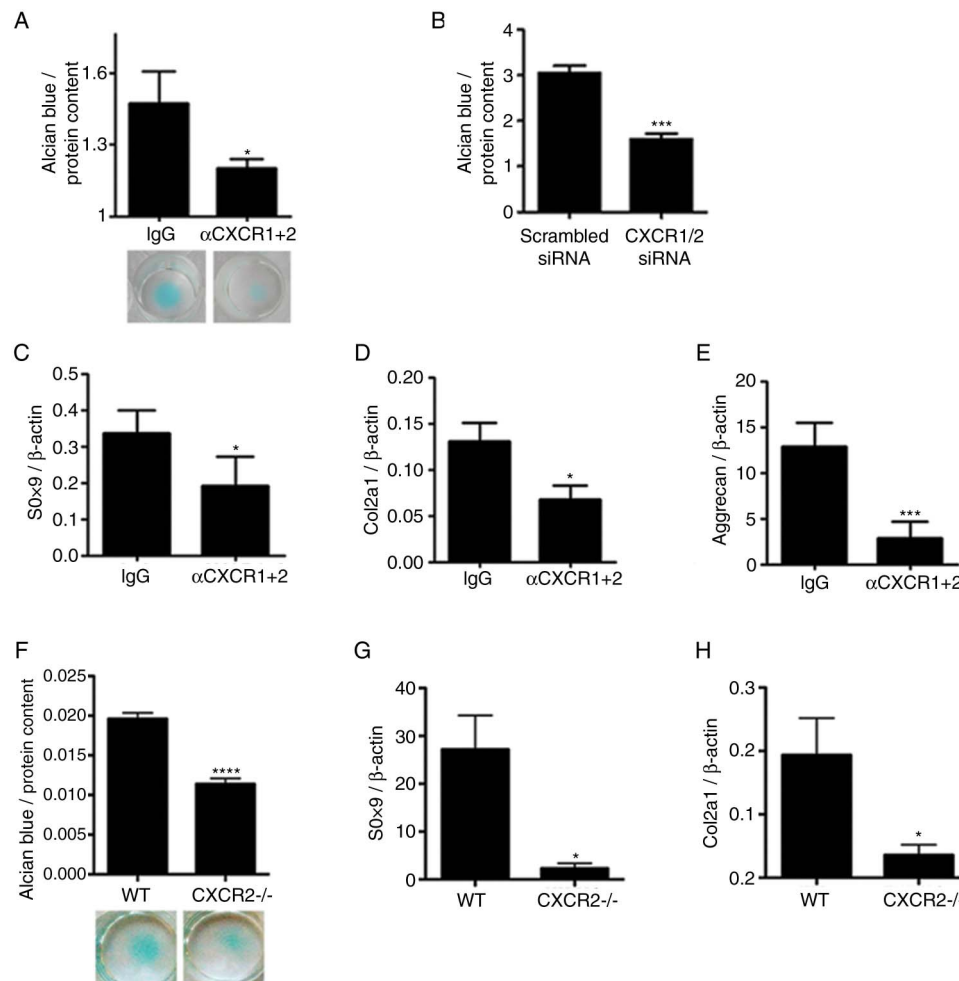 A
Alcian blue /
protein content
1.6
1.3
1
*
IgG
αCXCR1+2
B
Alcian blue /
protein content
4
3
2
1
0
***
Scrambled
siRNA
CXCR1/2
siRNA
C
S0×9 / β-actin
0.5
0.4
0.3
0.2
0.1
0.0
*
IgG
αCXCR1+2
D
Col2a1 / β-actin
0.20
0.15
0.10
0.05
0.00
*
IgG
αCXCR1+2
E
Aggrecan / β-actin
20
15
10
5
0
***
IgG
αCXCR1+2
F
Alcian blue / protein content
0.025
0.020
0.015
0.010
0.005
0.000
****
WT
CXCR2-/-
G
S0×9 / β-actin
40
30
20
10
0
*
WT
CXCR2-/-
H
Col2a1 / β-actin
0.3
0.2
0.1
0.2
*
WT
CXCR2-/-